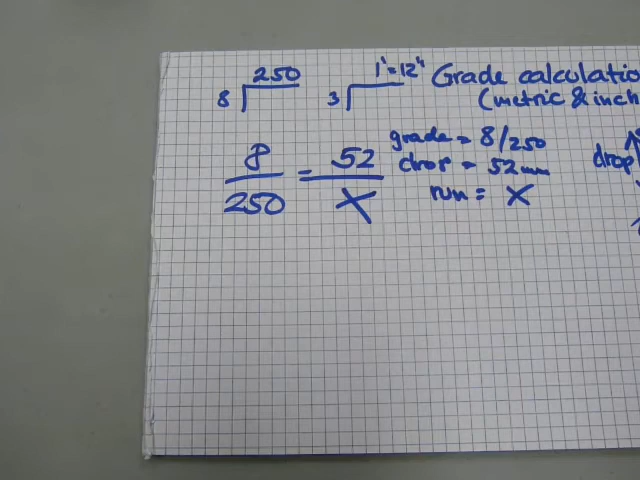 250 1'=12" Grade calculatio
8 3 (metric & inch
grade = 8/250
8 = 52 drop = 52mm drop
250 X run = X